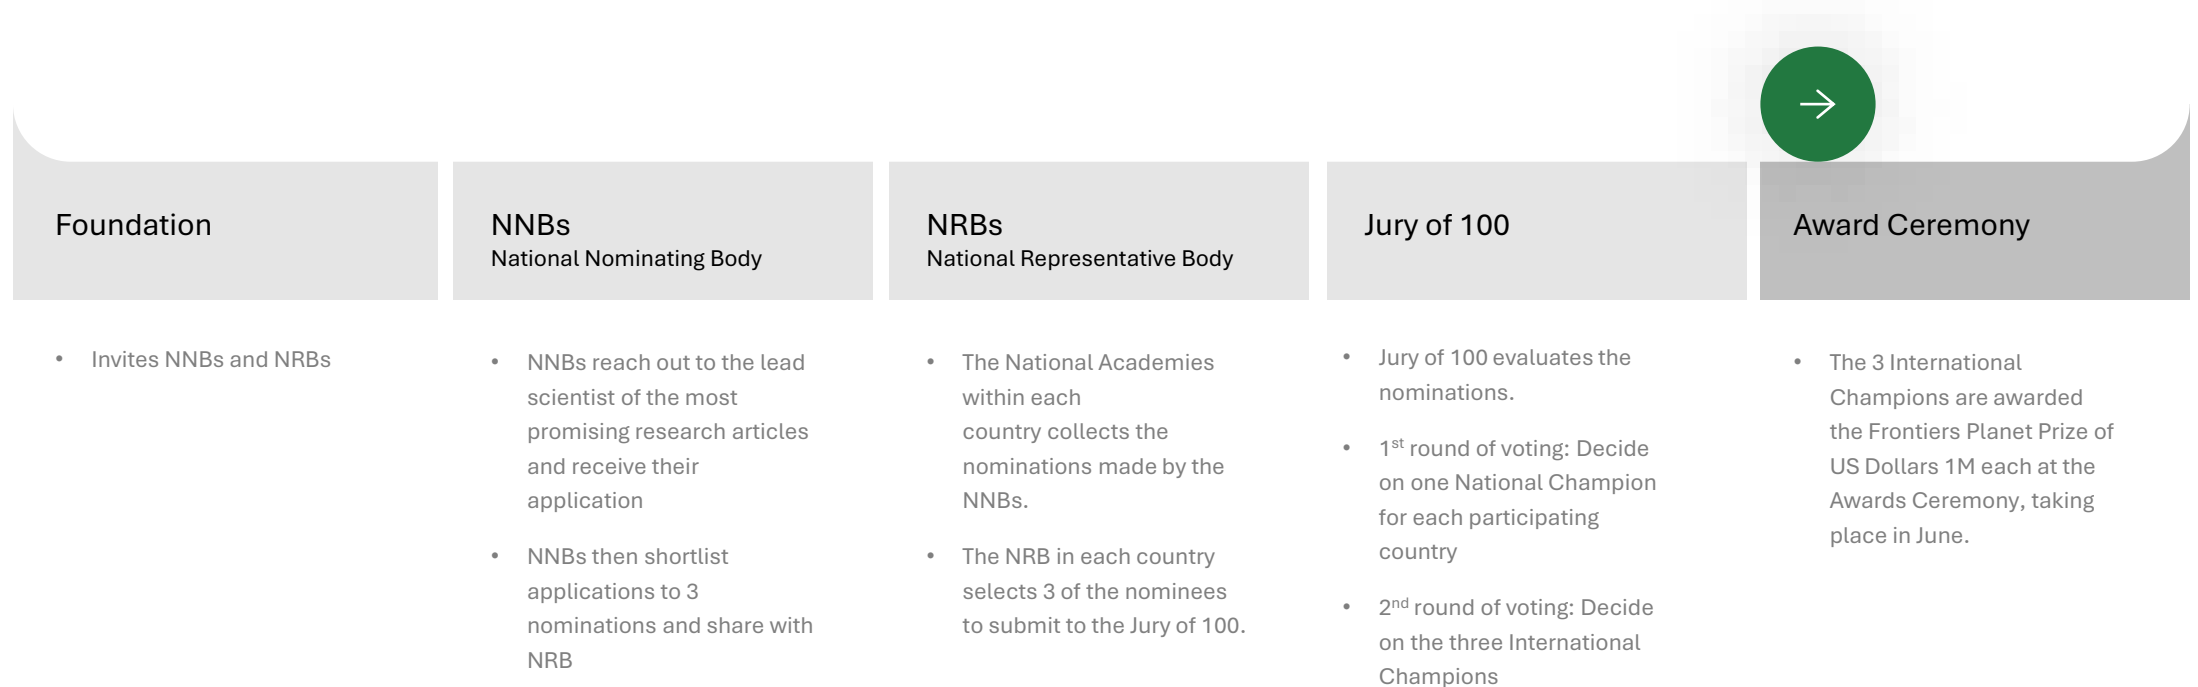 Foundation
• Invites NNBs and NRBs
NNBs
National Nominating Body
• NNBs reach out to the lead
scientist of the most
promising research articles
and receive their
application
• NNBs then shortlist
applications to 3
nominations and share with
NRB
NRBs
National Representative Body
• The National Academies
within each
country collects the
nominations made by the
NNBs.
• The NRB in each country
selects 3 of the nominees
to submit to the Jury of 100.
Jury of 100
• Jury of 100 evaluates the
nominations.
• 1st round of voting: Decide
on one National Champion
for each participating
country
• 2nd round of voting: Decide
on the three International
Champions
Award Ceremony
• The 3 International
Champions are awarded
the Frontiers Planet Prize of
US Dollars 1M each at the
Awards Ceremony, taking
place in June.